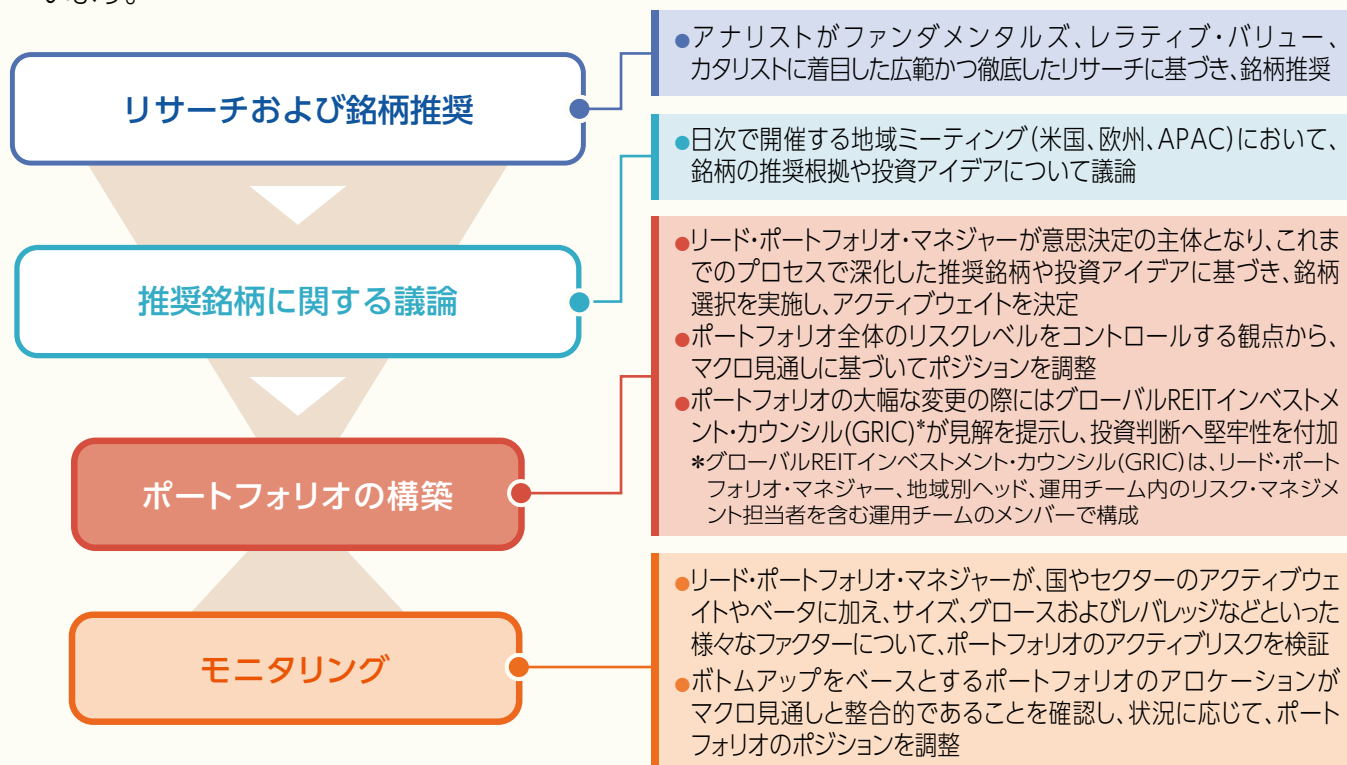 リサーチおよび銘柄推奨
●アナリストがファンダメンタルズ、レラティブ・バリュー、
カタリストに着目した広範かつ徹底したリサーチに基づき、銘柄推奨
推奨銘柄に関する議論
●日次で開催する地域ミーティング(米国、欧州、APAC)において、
銘柄の推奨根拠や投資アイデアについて議論
ポートフォリオの構築
●リード・ポートフォリオ・マネジャーが意思決定の主体となり、これま
でのプロセスで深化した推奨銘柄や投資アイデアに基づき、銘柄
選択を実施し、アクティブウェイトを決定
●ポートフォリオ全体のリスクレベルをコントロールする観点から、
マクロ見通しに基づいてポジションを調整
●ポートフォリオの大幅な変更の際にはグローバルREITインベストメ
ント・カウンシル(GRIC)*が見解を提示し、投資判断へ堅牢性を付加
*グローバルREITインベストメント・カウンシル(GRIC)は、リード・ポート
フォリオ・マネジャー、地域別ヘッド、運用チーム内のリスク・マネジメ
ント担当者を含む運用チームのメンバーで構成
モニタリング
●リード・ポートフォリオ・マネジャーが、国やセクターのアクティブウェ
イトやベータに加え、サイズ、グロースおよびレバレッジなどといった
様々なファクターについて、ポートフォリオのアクティブリスクを検証
●ボトムアップをベースとするポートフォリオのアロケーションが
マクロ見通しと整合的であることを確認し、状況に応じて、ポート
フォリオのポジションを調整